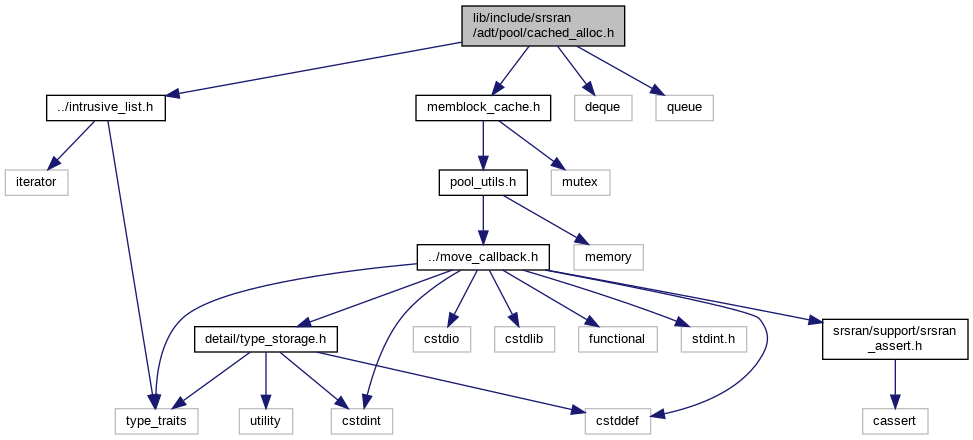 lib/include/srsran
/adt/pool/cached_alloc.h
../intrusive_list.h
memblock_cache.h
deque
queue
iterator
pool_utils.h
mutex
../move_callback.h
memory
detail/type_storage.h
cstdio
cstdlib
functional
stdint.h
srsran/support/srsran
_assert.h
type_traits
utility
cstdint
cstddef
cassert